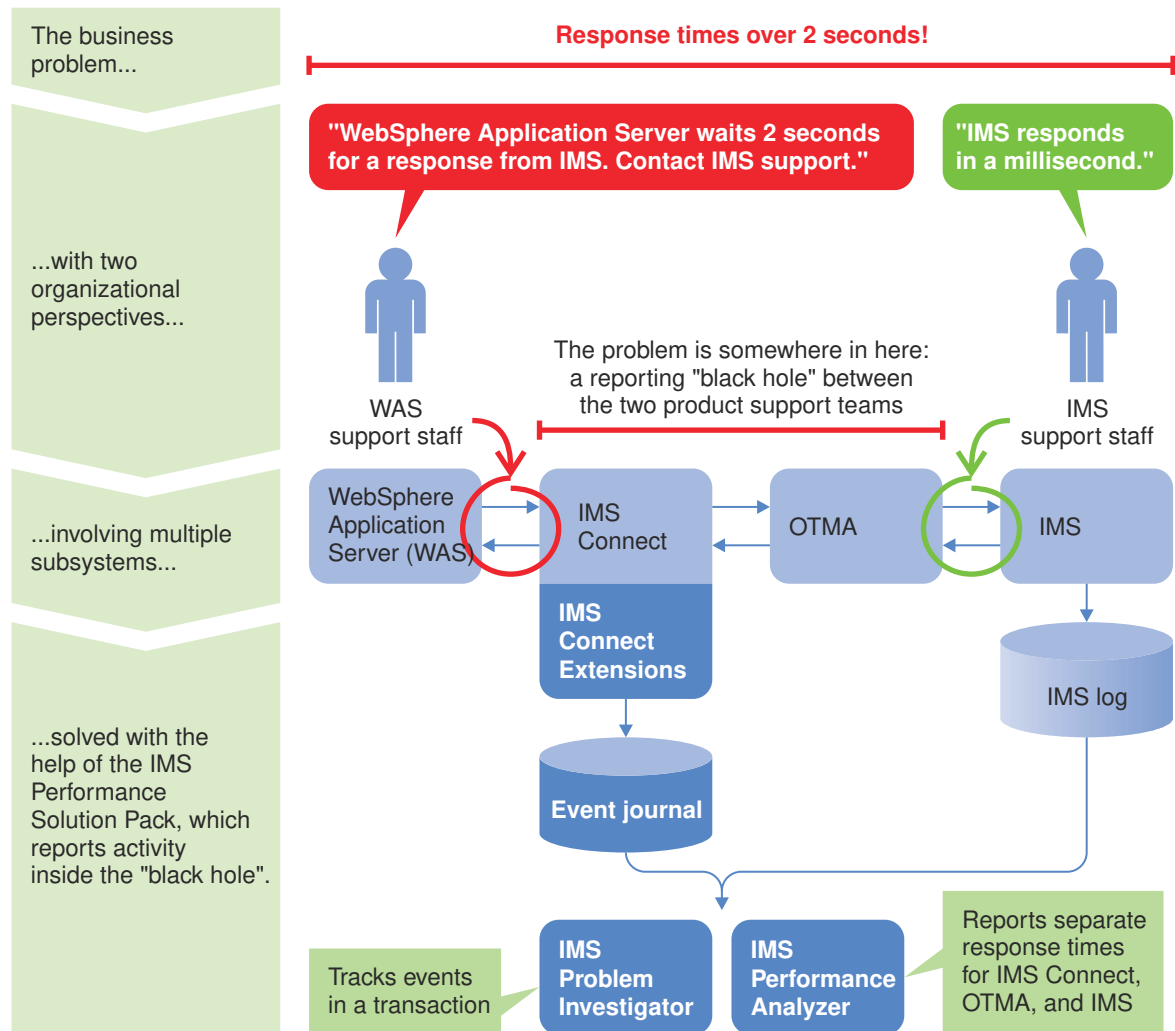 The business
problem...
Response times over 2 seconds!
"WebSphere Application Server waits 2 seconds
for a response from IMS. Contact IMS support."
"IMS responds
in a millisecond."
...with two
organizational
perspectives...
The problem is somewhere in here:
a reporting "black hole" between
the two product support teams
WAS
support staff
IMS
support staff
...involving multiple
subsystems...
WebSphere
Application
Server (WAS)
IMS
Connect
OTMA
IMS
IMS
Connect
Extensions
IMS log
...solved with the
help of the IMS
Performance
Solution Pack, which
reports activity
inside the "black hole".
Event journal
Tracks events
in a transaction
IMS
Problem
Investigator
IMS
Performance
Analyzer
Reports separate
response times
for IMS Connect,
OTMA, and IMS